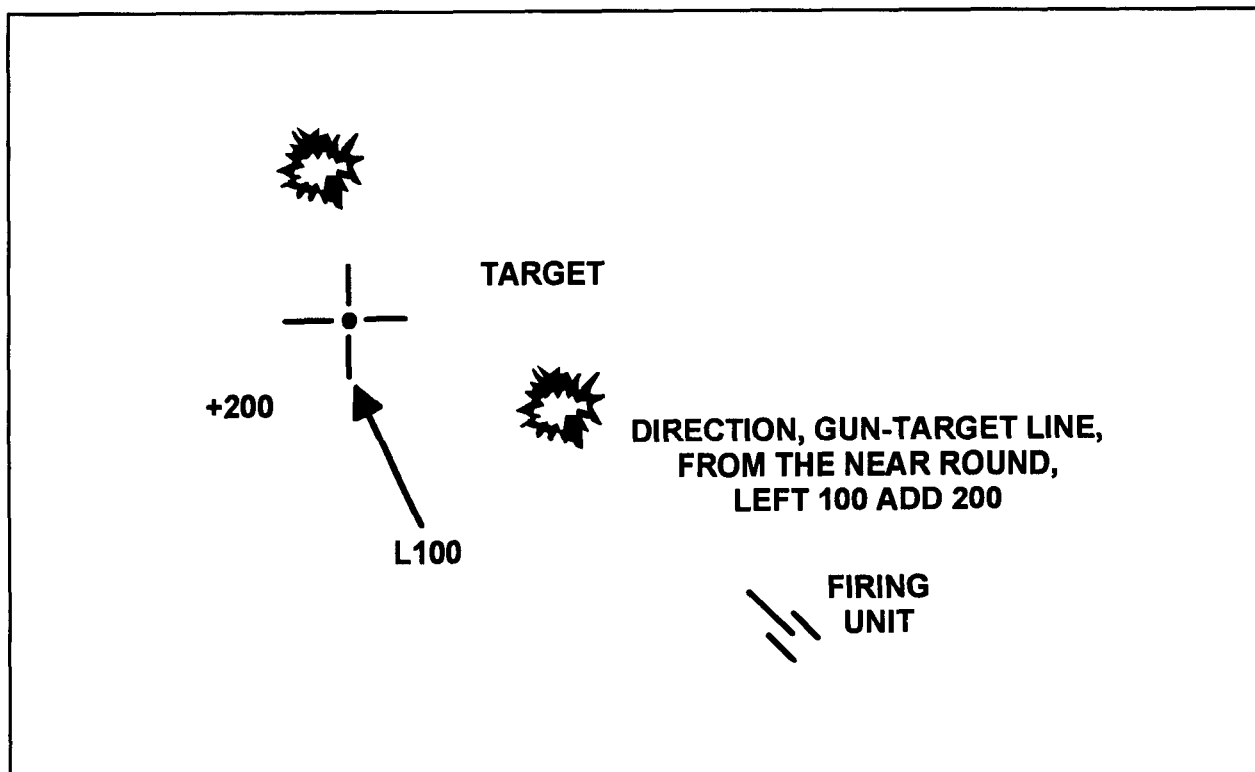 TARGET
+200
DIRECTION, GUN-TARGET LINE,
FROM THE NEAR ROUND,
LEFT 100 ADD 200
L100
FIRING
UNIT